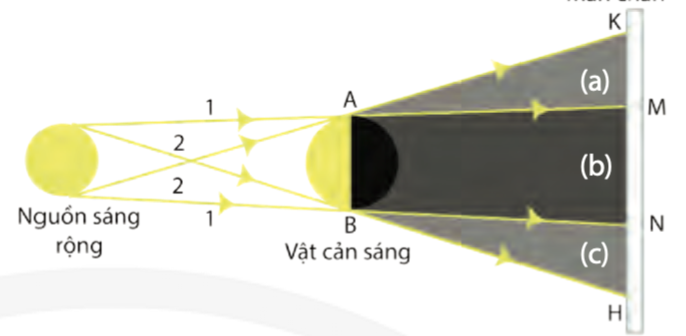 K
(a)
1
A
M
2
(b)
2
1
B
N
Nguồn sáng
rộng
Vật cản sáng
(c)
H